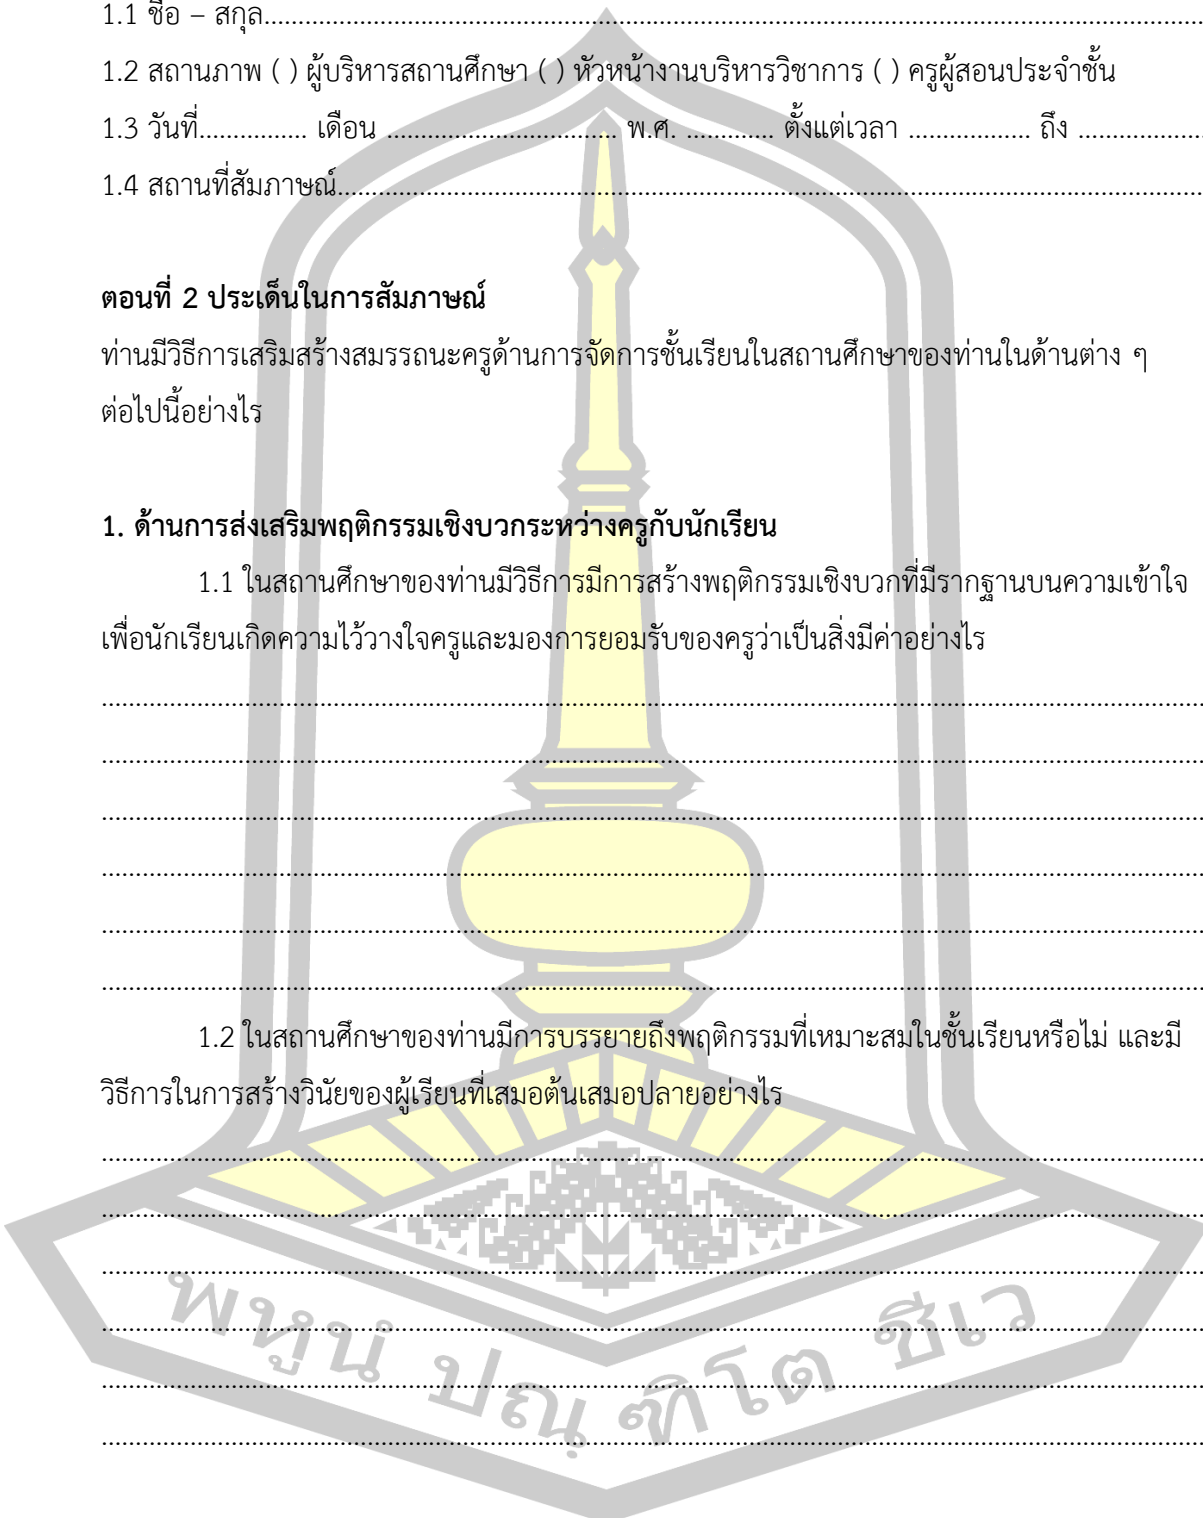 1.1 ชื่อ – สกุล........................................................................................................................................
1.2 สถานภาพ ( ) ผู้บริหารสถานศึกษา ( ) หัวหน้างานบริหารวิชาการ ( ) ครูผู้สอนประจำชั้น
1.3 วันที่................ เดือน .................................. พ.ศ. ............. ตั้งแต่เวลา .................. ถึง ...................
1.4 สถานที่สัมภาษณ์................................................................................................................................
ตอนที่ 2 ประเด็นในการสัมภาษณ์
ท่านมีวิธีการเสริมสร้างสมรรถนะครูด้านการจัดการชั้นเรียนในสถานศึกษาของท่านในด้านต่าง ๆ
ต่อไปนี้อย่างไร
1. ด้านการส่งเสริมพฤติกรรมเชิงบวกระหว่างครูกับนักเรียน
1.1 ในสถานศึกษาของท่านมีวิธีการมีการสร้างพฤติกรรมเชิงบวกที่มีรากฐานบนความเข้าใจ
เพื่อนักเรียนเกิดความไว้วางใจครูและมองการยอมรับของครูว่าเป็นสิ่งมีค่าอย่างไร
1.2 ในสถานศึกษาของท่านมีการบรรยายถึงพฤติกรรมที่เหมาะสมในชั้นเรียนหรือไม่ และมี
วิธีการในการสร้างวินัยของผู้เรียนที่เสมอต้นเสมอปลายอย่างไร
พหูนํ ปณฺฑิโต ชีเว